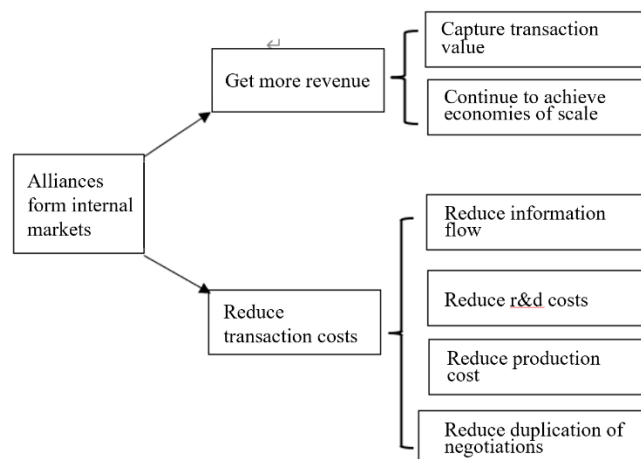 Alliances
form internal
markets
Get more revenue
Capture transaction
value
Continue to achieve
economies of scale
Reduce
transaction costs
Reduce information
flow
Reduce r&d costs
Reduce production
cost
Reduce duplication of
negotiations